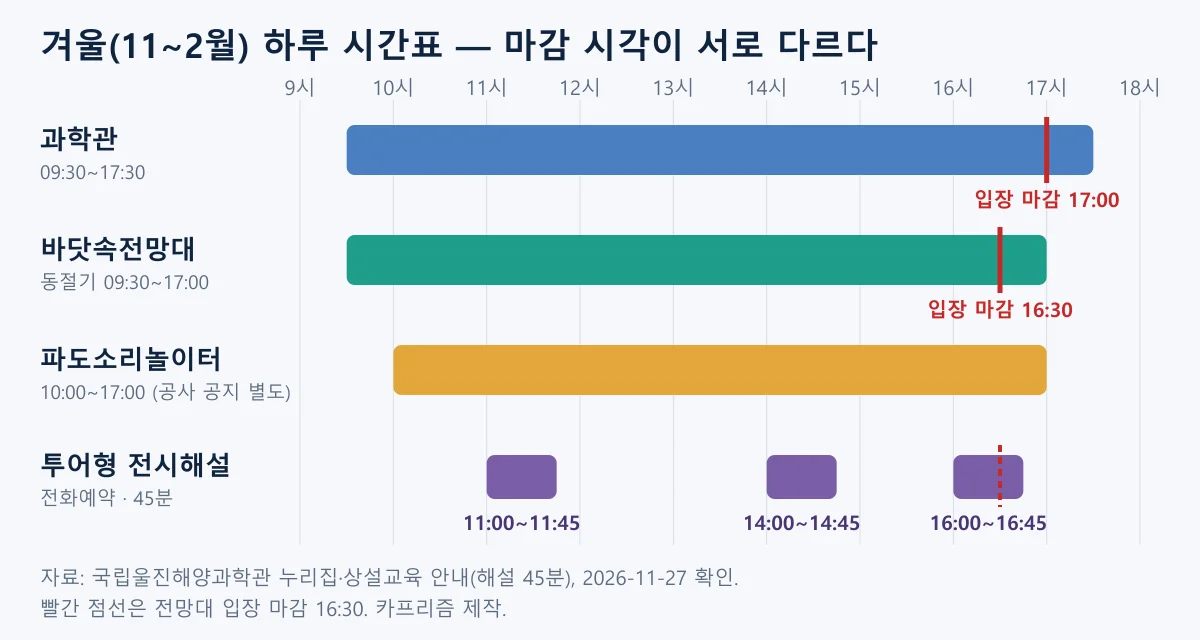 겨울(11~2월) 하루 시간표 — 마감 시각이 서로 다르다
9시 10시 11시 12시 13시 14시 15시 16시 17시 18시
과학관
09:30~17:30
입장 마감 17:00
바닷속전망대
동절기 09:30~17:00
입장 마감 16:30
파도소리놀이터
10:00~17:00 (공사 공지 별도)
투어형 전시해설
전화예약 · 45분
11:00~11:45 14:00~14:45 16:00~16:45
자료: 국립울진해양과학관 누리집·상설교육 안내(해설 45분), 2026-11-27 확인.
빨간 점선은 전망대 입장 마감 16:30. 카프리즘 제작.